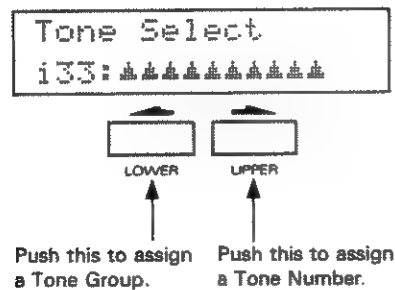 Tone Select
i33:
LOWER UPPER
Push this to assign Push this to assign
a Tone Group. a Tone Number.